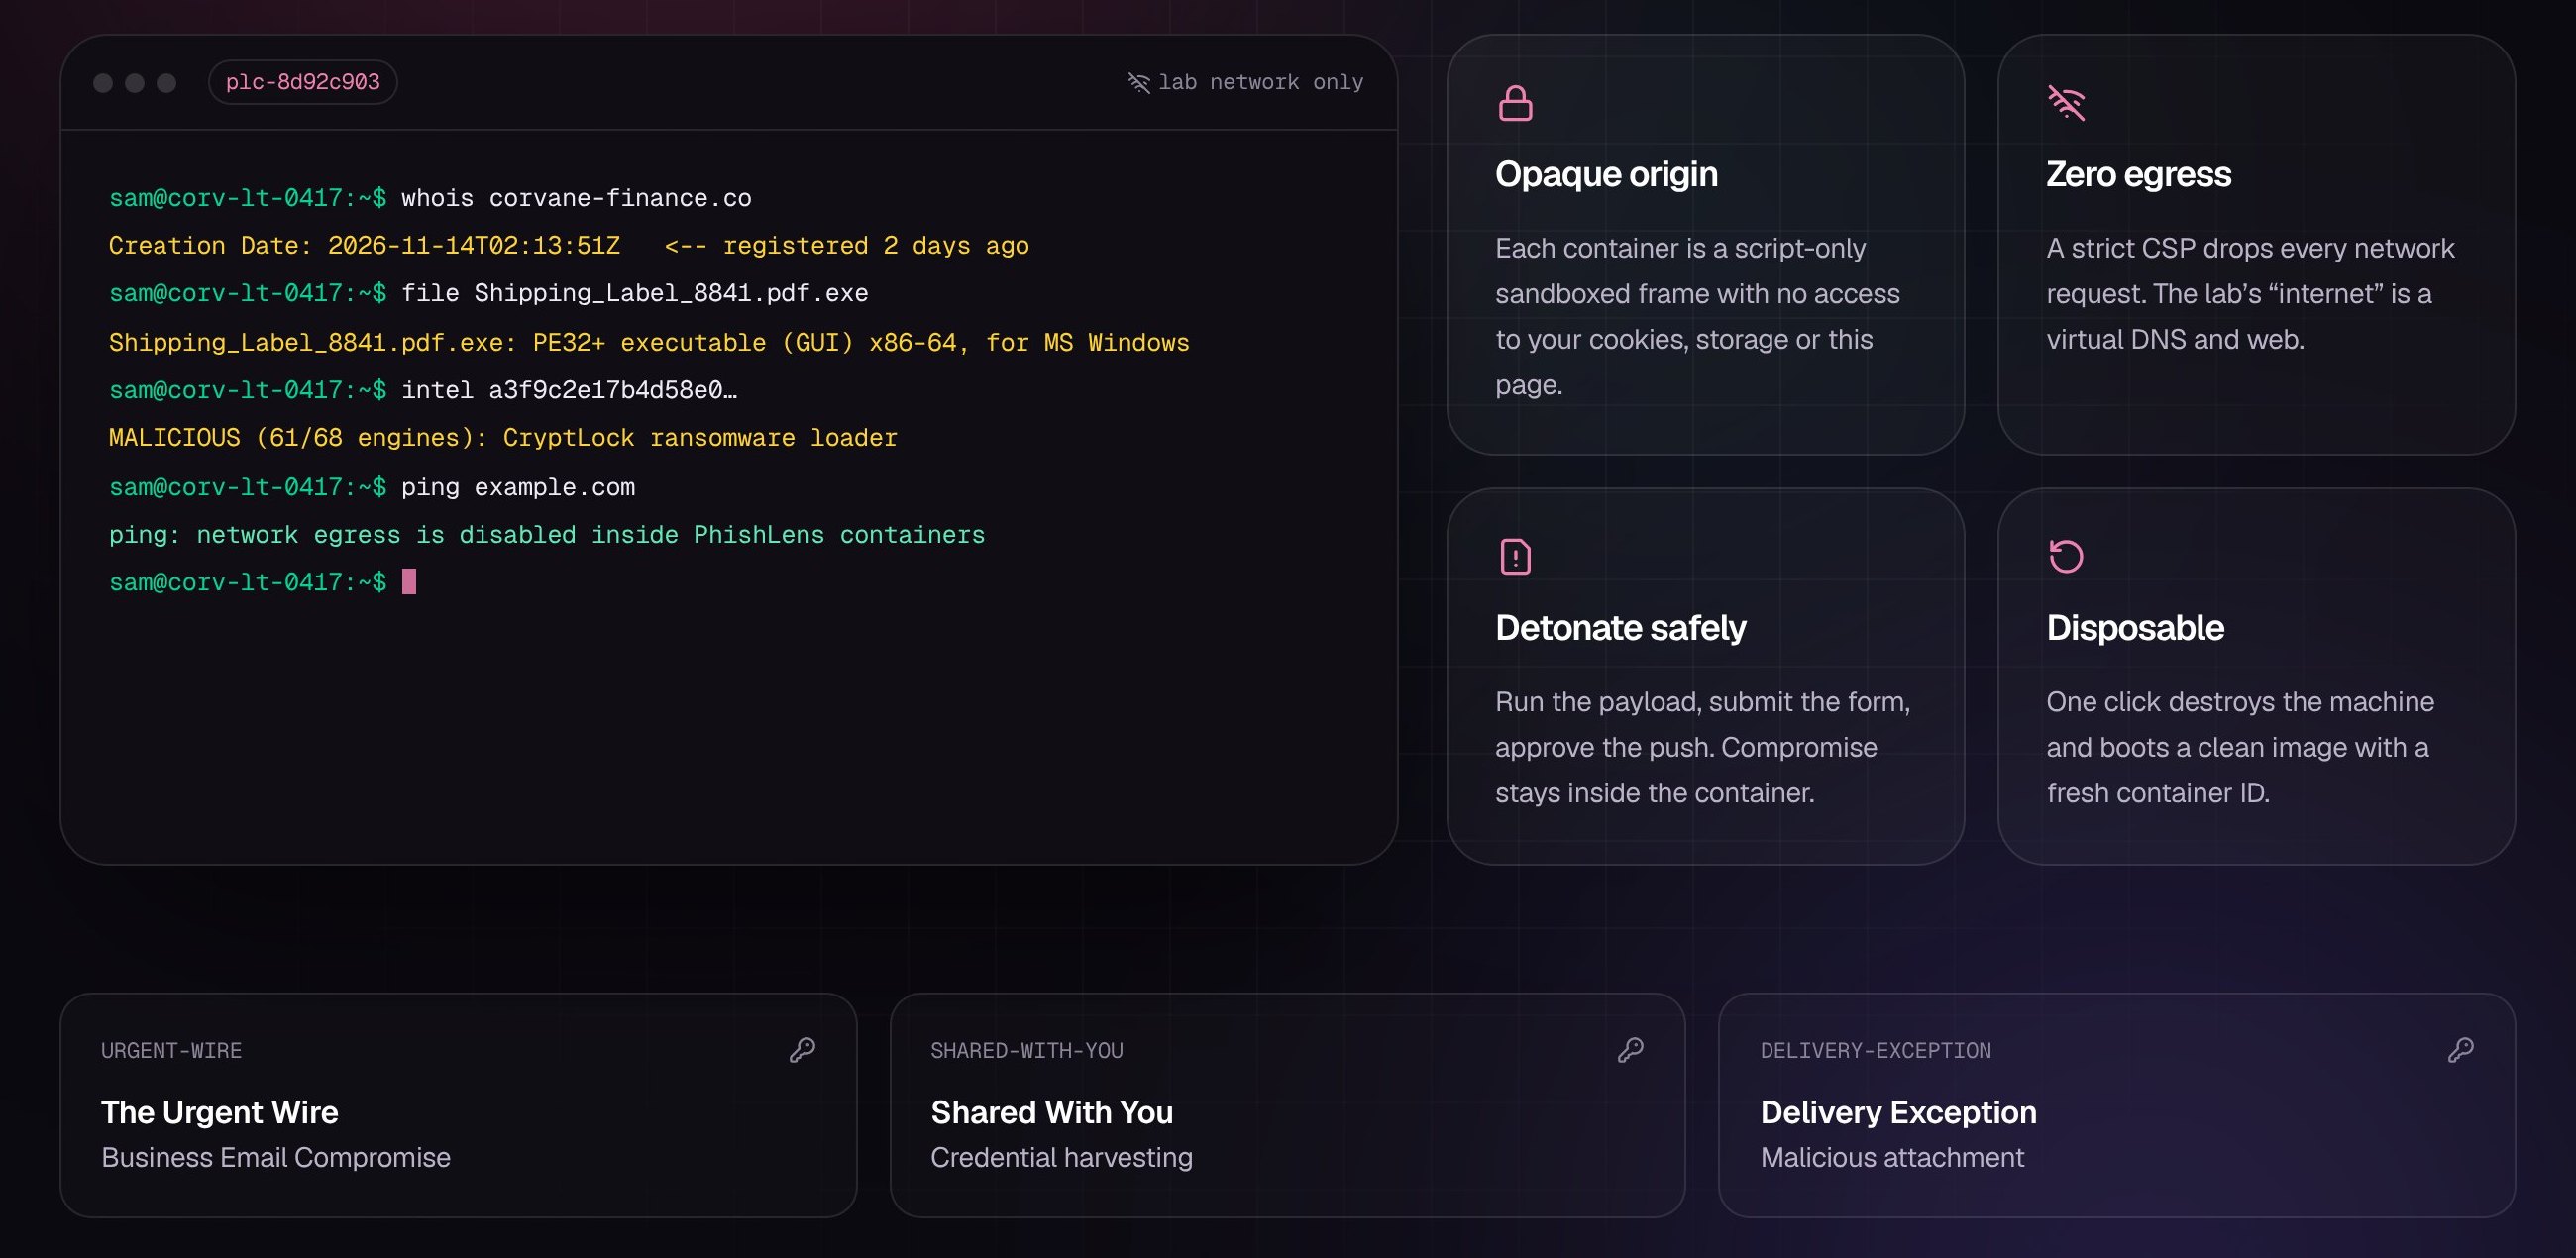 plc-8d92c903
lab network only
sam@corv-lt-0417:~$ whois corvane-finance.co
Creation Date: 2026-11-14T02:13:51Z   <-- registered 2 days ago
sam@corv-lt-0417:~$ file Shipping_Label_8841.pdf.exe
Shipping_Label_8841.pdf.exe: PE32+ executable (GUI) x86-64, for MS Windows
sam@corv-lt-0417:~$ intel a3f9c2e17b4d58e0…
MALICIOUS (61/68 engines): CryptLock ransomware loader
sam@corv-lt-0417:~$ ping example.com
ping: network egress is disabled inside PhishLens containers
sam@corv-lt-0417:~$
Opaque origin
Each container is a script-only
sandboxed frame with no access
to your cookies, storage or this
page.
Zero egress
A strict CSP drops every network
request. The lab’s “internet” is a
virtual DNS and web.
Detonate safely
Run the payload, submit the form,
approve the push. Compromise
stays inside the container.
Disposable
One click destroys the machine
and boots a clean image with a
fresh container ID.
URGENT-WIRE
The Urgent Wire
Business Email Compromise
SHARED-WITH-YOU
Shared With You
Credential harvesting
DELIVERY-EXCEPTION
Delivery Exception
Malicious attachment